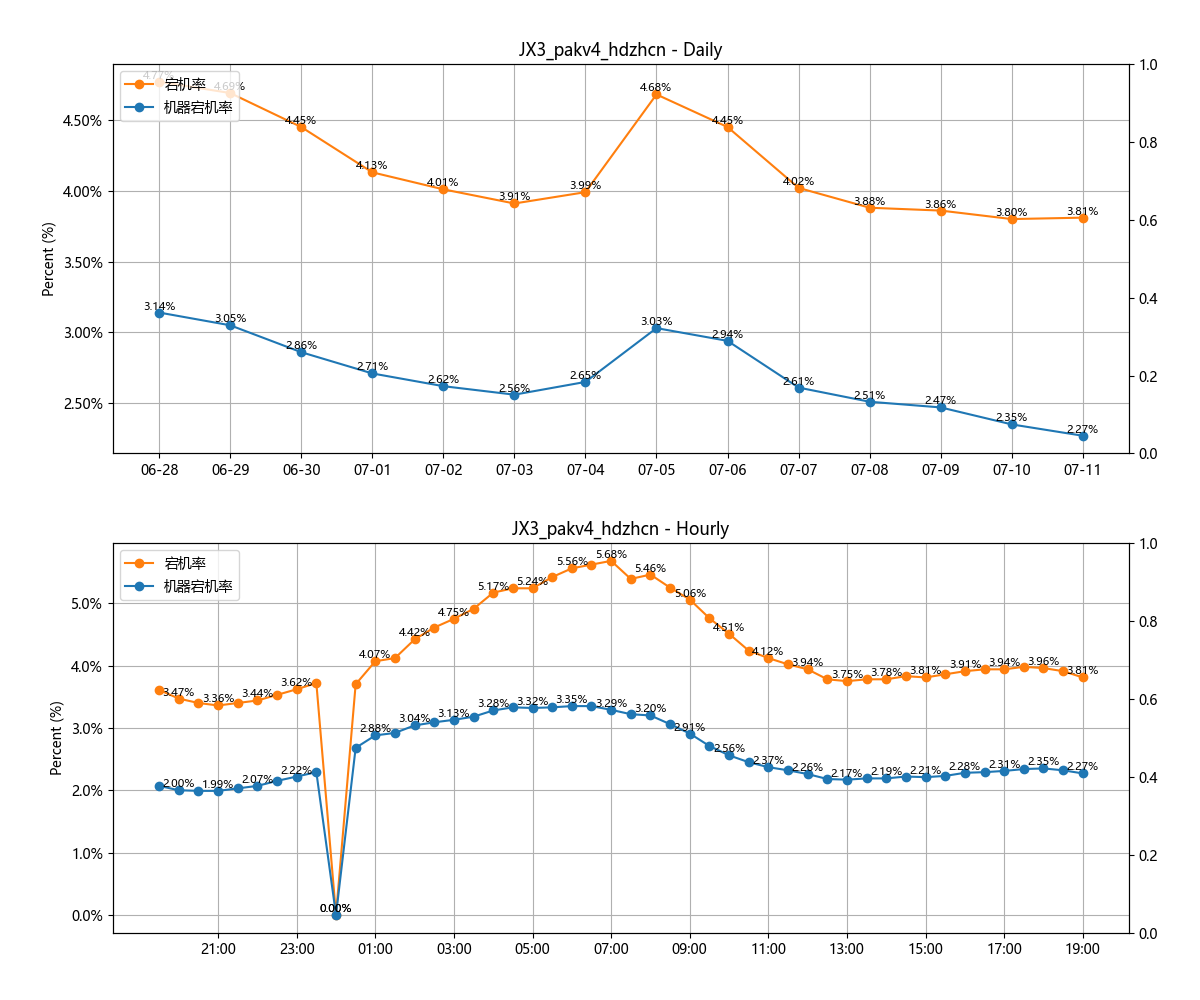 JX3_pakv4_hdzhcn - Daily
宕机率
机器宕机率
4.77% 4.69% 4.45% 4.13% 4.01% 3.91% 3.99% 4.68% 4.45% 4.02% 3.88% 3.86% 3.80% 3.81%
3.14% 3.05% 2.86% 2.71% 2.62% 2.56% 2.65% 3.03% 2.94% 2.61% 2.51% 2.47% 2.35% 2.27%
4.50%
4.00%
3.50%
3.00%
2.50%
Percent (%)
1.0
0.8
0.6
0.4
0.2
0.0
06-28 06-29 06-30 07-01 07-02 07-03 07-04 07-05 07-06 07-07 07-08 07-09 07-10 07-11
JX3_pakv4_hdzhcn - Hourly
宕机率
机器宕机率
3.47% 3.36% 3.44% 3.62% 0.00% 4.07% 4.42% 4.75% 5.17% 5.24% 5.56% 5.68% 5.46% 5.06% 4.51% 4.12% 3.94% 3.75% 3.78% 3.81% 3.91% 3.94% 3.96% 3.81%
2.00% 1.99% 2.07% 2.22% 0.00% 2.88% 3.04% 3.13% 3.28% 3.32% 3.35% 3.29% 3.20% 2.91% 2.56% 2.37% 2.26% 2.17% 2.19% 2.21% 2.28% 2.31% 2.35% 2.27%
5.0%
4.0%
3.0%
2.0%
1.0%
0.0%
Percent (%)
1.0
0.8
0.6
0.4
0.2
0.0
21:00 23:00 01:00 03:00 05:00 07:00 09:00 11:00 13:00 15:00 17:00 19:00